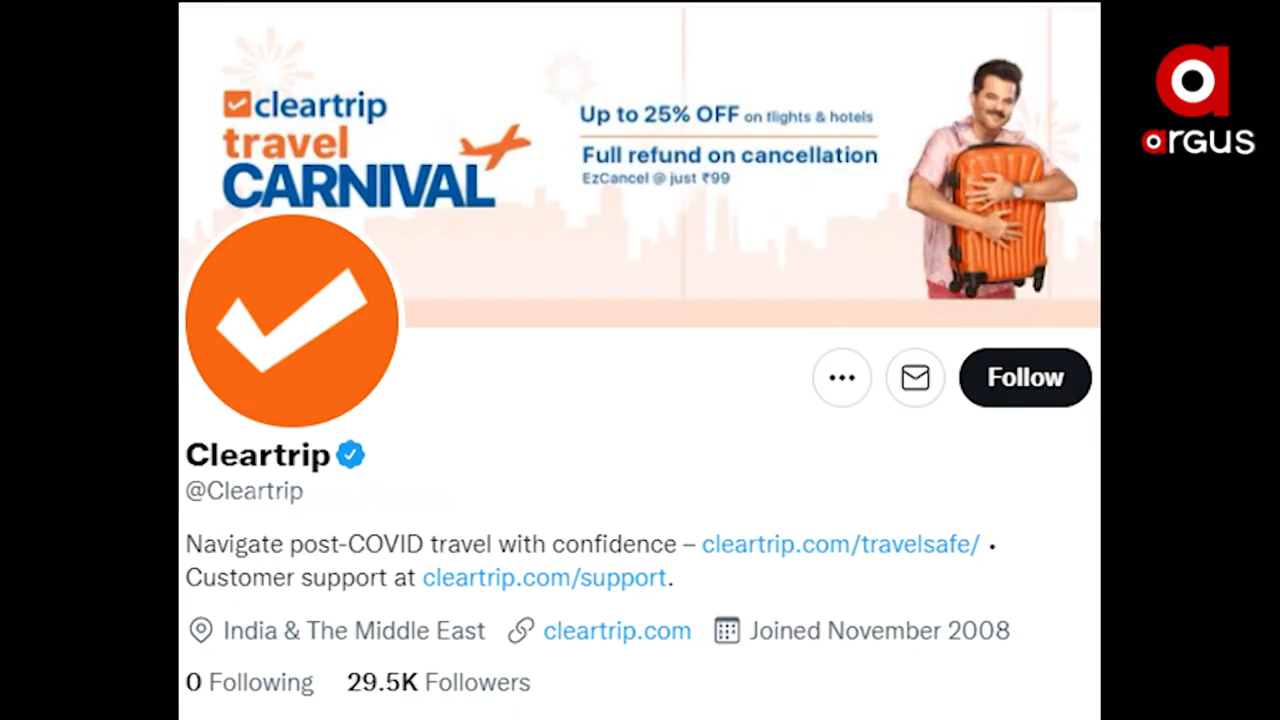 cleartrip
travel
CARNIVAL
Up to 25% OFF on flights & hotels
Full refund on cancellation
EzCancel @ just ₹99
argus
Follow
Cleartrip
@Cleartrip
Navigate post-COVID travel with confidence – cleartrip.com/travelsafe/ •
Customer support at cleartrip.com/support.
India & The Middle East cleartrip.com Joined November 2008
0 Following 29.5K Followers